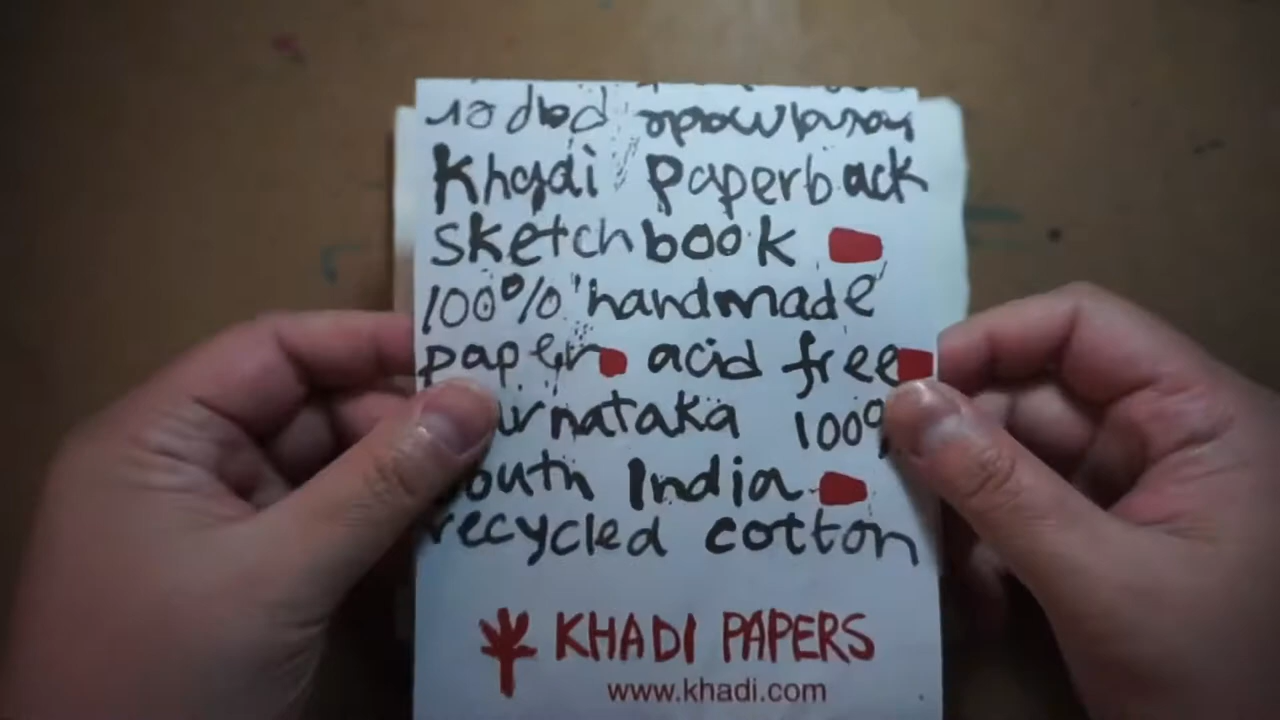 Khadi Paperback
sketchbook
100% handmade
paper acid free
rnataka 100%
outh India
recycled cotton
KHADI PAPERS
www.khadi.com